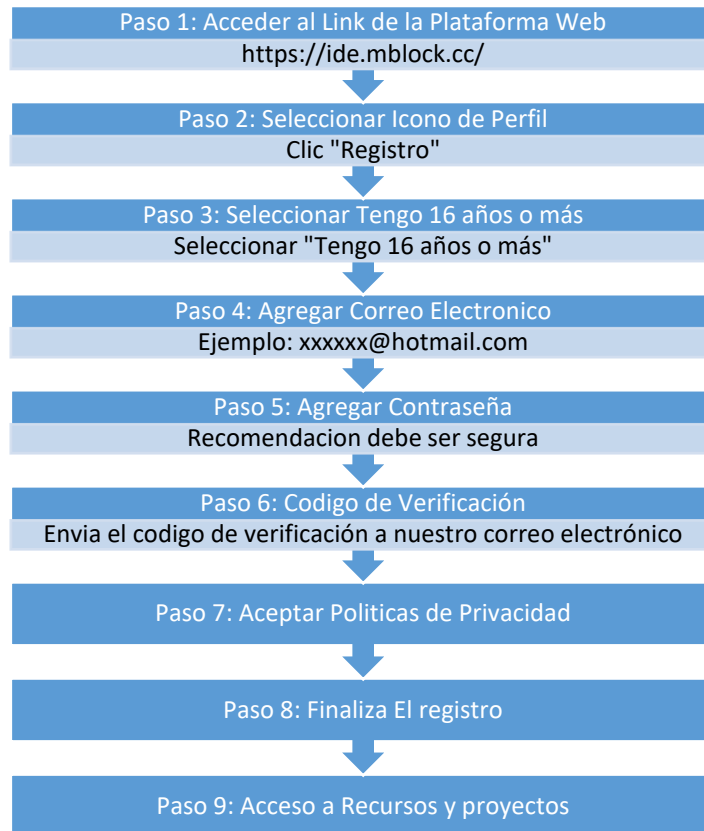 Paso 1: Acceder al Link de la Plataforma Web
https://ide.mblock.cc/
Paso 2: Seleccionar Icono de Perfil
Clic "Registro"
Paso 3: Seleccionar Tengo 16 años o más
Seleccionar "Tengo 16 años o más"
Paso 4: Agregar Correo Electronico
Ejemplo: xxxxxx@hotmail.com
Paso 5: Agregar Contraseña
Recomendacion debe ser segura
Paso 6: Codigo de Verificación
Envia el codigo de verificación a nuestro correo electrónico
Paso 7: Aceptar Politicas de Privacidad
Paso 8: Finaliza El registro
Paso 9: Acceso a Recursos y proyectos